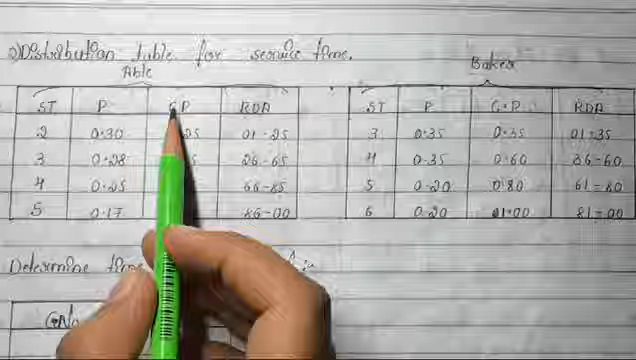 Distribution table for service time.
Able Baker
ST P C P RDA ST P C.P RDA
2 0.30 01-25 3 0.35 0.35 01-35
3 0.28 26-65 4 0.35 0.60 36-60
4 0.25 66-85 5 0.20 0.80 61-80
5 0.17 86-00 6 0.20 01.00 81-00
Determine